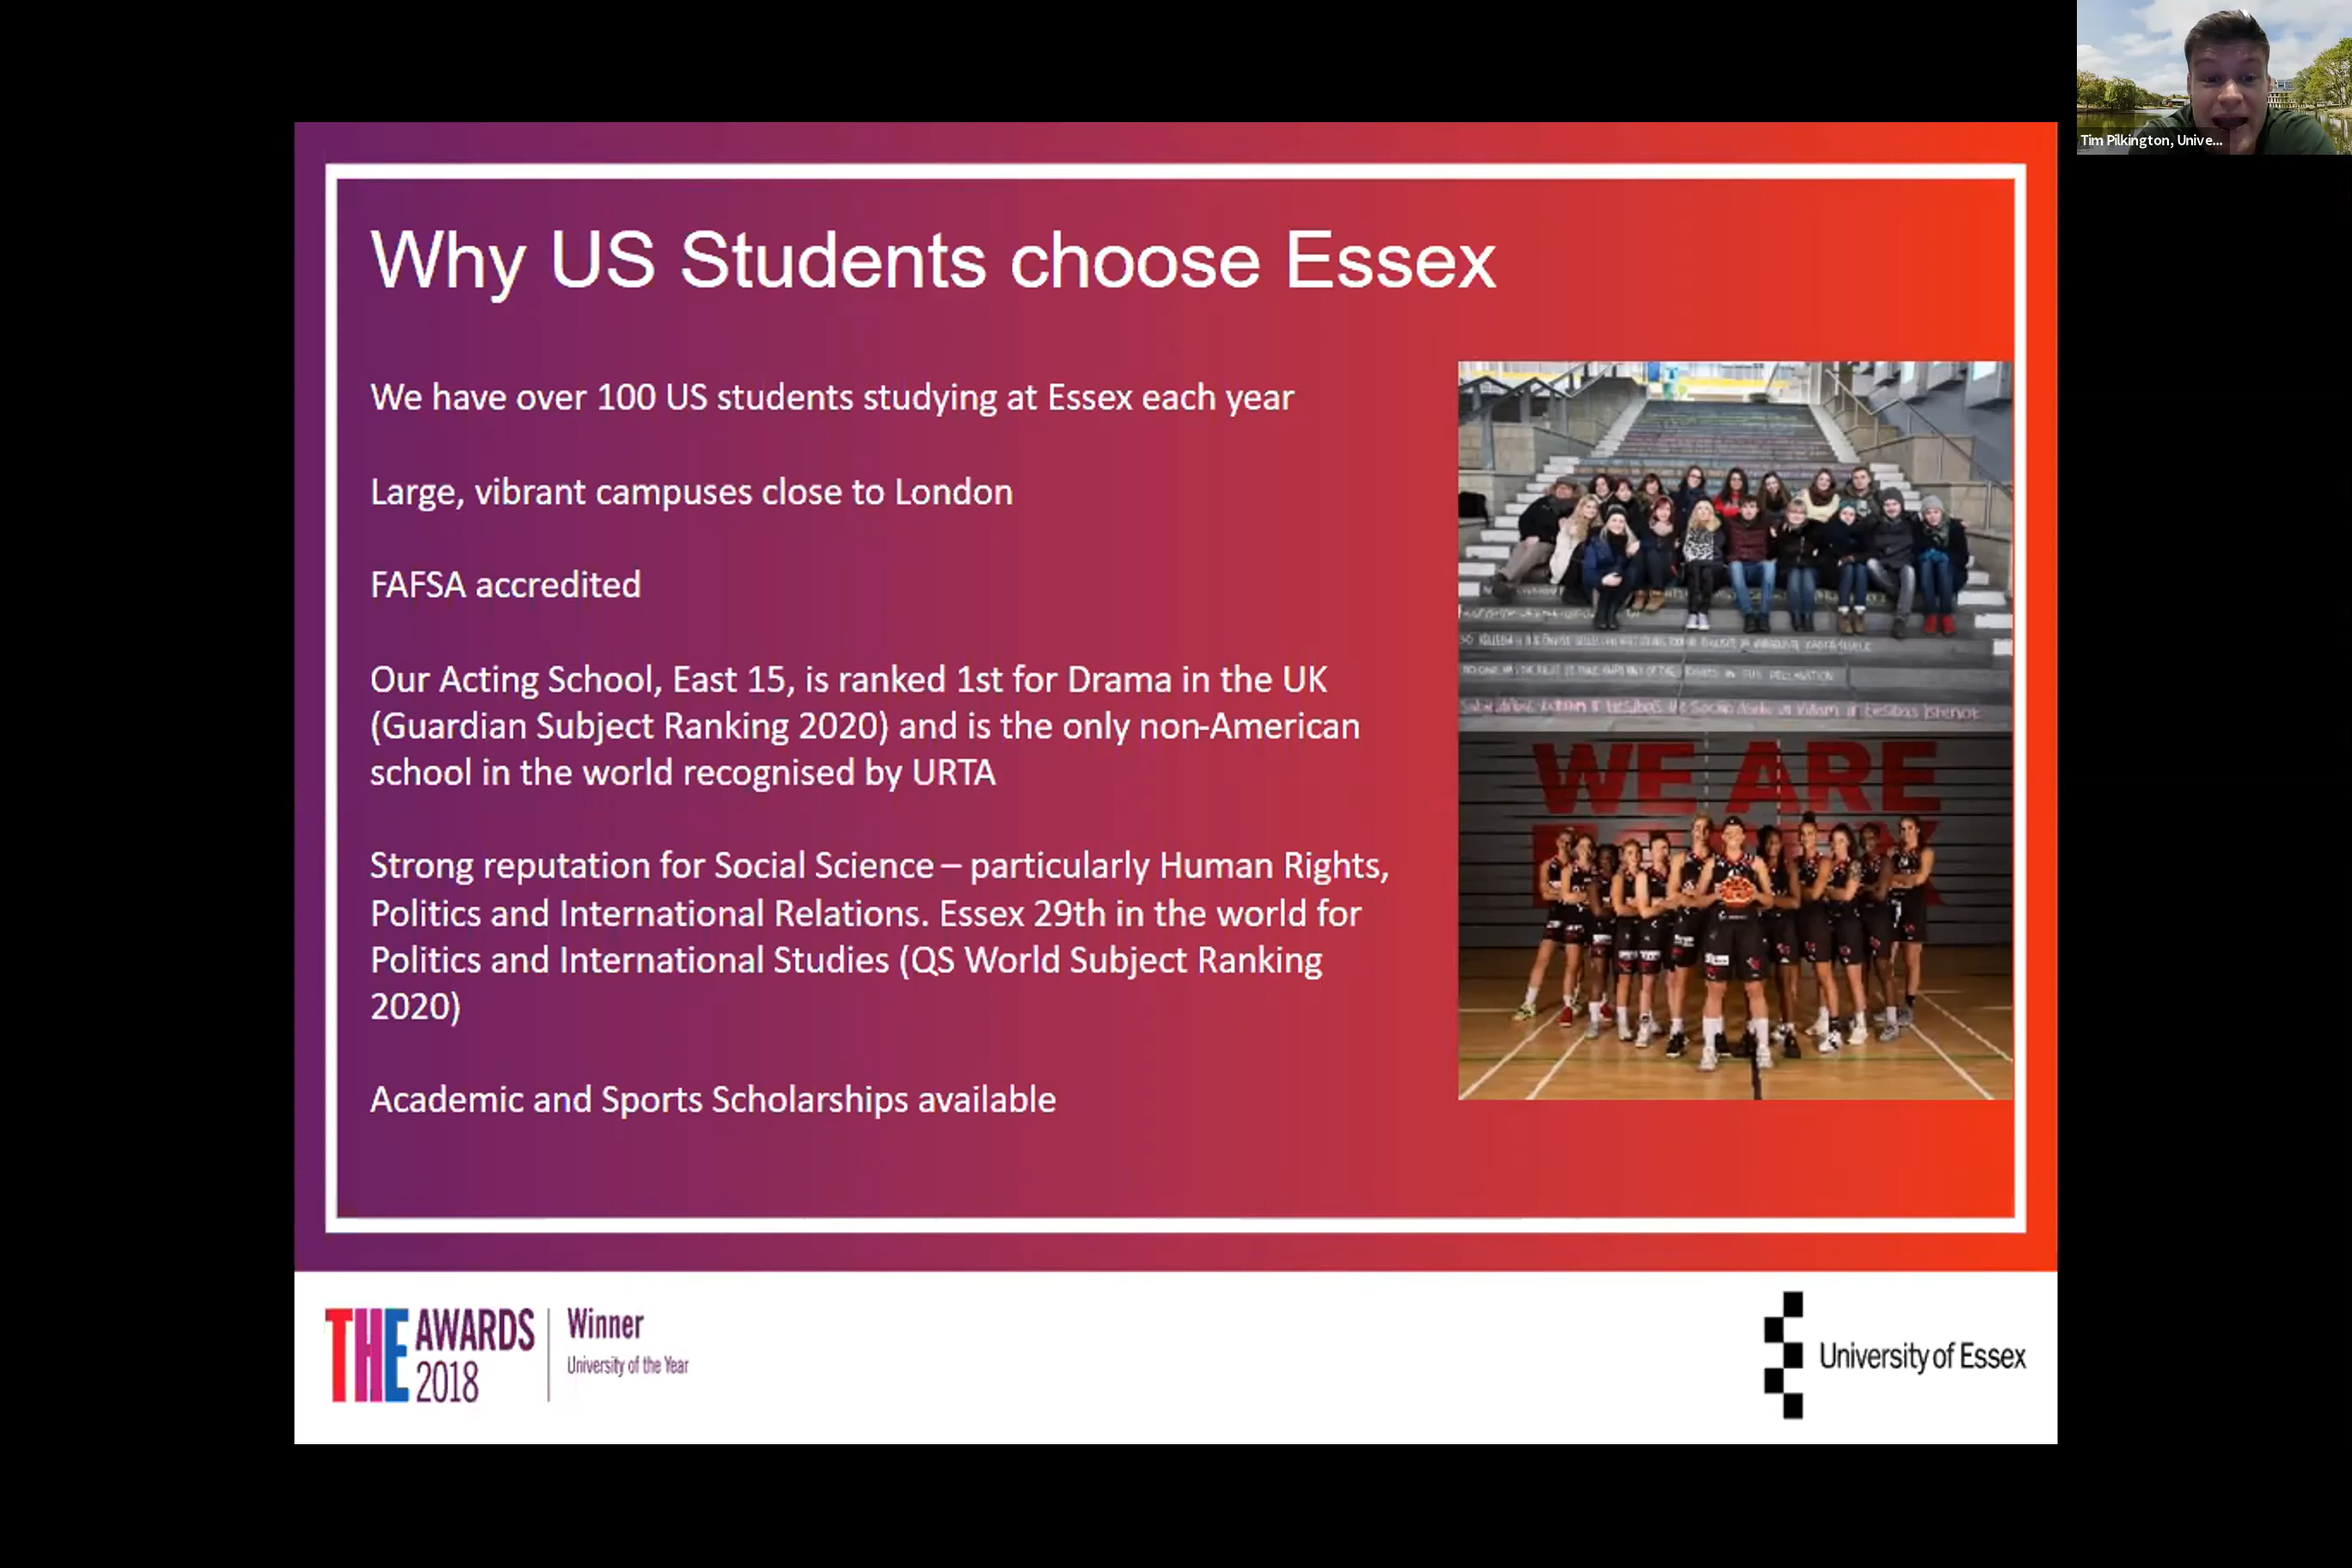 Tim Pilkington, Unive...
Why US Students choose Essex
We have over 100 US students studying at Essex each year
Large, vibrant campuses close to London
FAFSA accredited
Our Acting School, East 15, is ranked 1st for Drama in the UK
(Guardian Subject Ranking 2020) and is the only non-American
school in the world recognised by URTA
Strong reputation for Social Science – particularly Human Rights,
Politics and International Relations. Essex 29th in the world for
Politics and International Studies (QS World Subject Ranking
2020)
Academic and Sports Scholarships available
WE ARE
THE AWARDS
2018
Winner
University of the Year
University of Essex